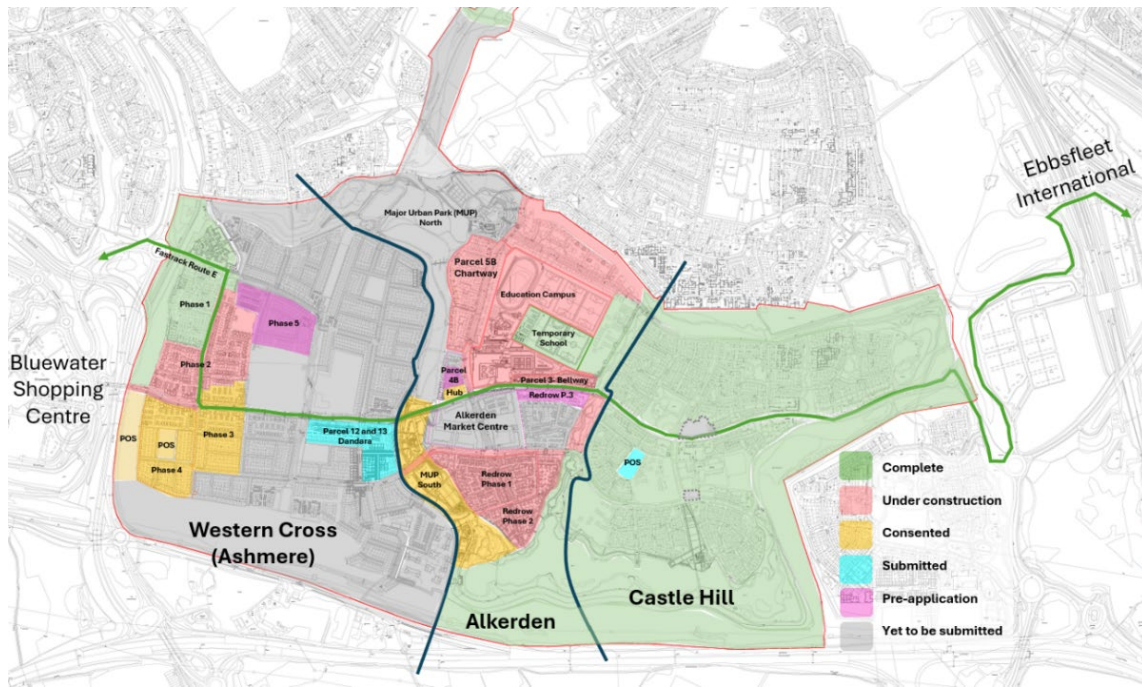 Ebbsfleet
International
Major Urban Park (MUP)
North
Fastrack Route E
Parcel 5B
Chartway
Education Campus
Phase 1
Phase 5
Temporary
School
Bluewater
Shopping
Centre
Phase 2
Parcel
4B
Parcel 3- Bellway
Hub
Redrow P.3
POS
POS
Phase 3
Parcel 12 and 13
Dandara
Alkerden
Market Centre
Phase 4
MUP
South
Redrow
Phase 1
POS
Redrow
Phase 2
Western Cross
(Ashmere)
Castle Hill
Alkerden
Complete
Under construction
Consented
Submitted
Pre-application
Yet to be submitted